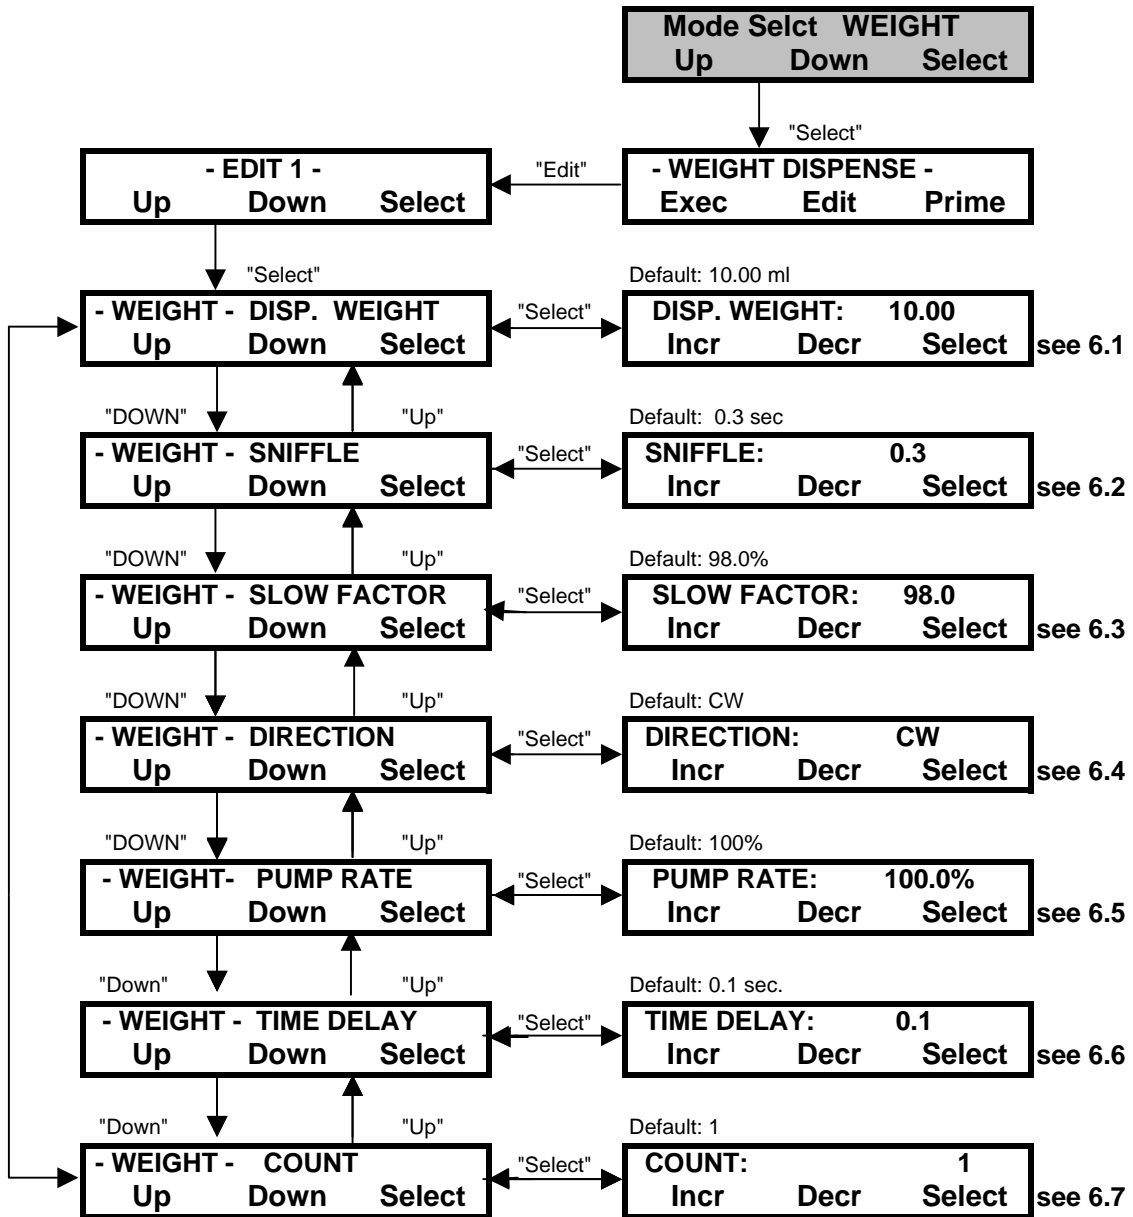 Mode Selct WEIGHT
Up Down Select
"Select"
- EDIT 1 -
Up Down Select
"Edit"
- WEIGHT DISPENSE -
Exec Edit Prime
"Select"
Default: 10.00 ml
- WEIGHT - DISP. WEIGHT
Up Down Select
"Select"
DISP. WEIGHT: 10.00
Incr Decr Select
see 6.1
"DOWN"
"Up"
Default: 0.3 sec
- WEIGHT - SNIFFLE
Up Down Select
"Select"
SNIFFLE: 0.3
Incr Decr Select
see 6.2
"DOWN"
"Up"
Default: 98.0%
- WEIGHT - SLOW FACTOR
Up Down Select
"Select"
SLOW FACTOR: 98.0
Incr Decr Select
see 6.3
"DOWN"
"Up"
Default: CW
- WEIGHT - DIRECTION
Up Down Select
"Select"
DIRECTION: CW
Incr Decr Select
see 6.4
"DOWN"
"Up"
Default: 100%
- WEIGHT- PUMP RATE
Up Down Select
"Select"
PUMP RATE: 100.0%
Incr Decr Select
see 6.5
"Down"
"Up"
Default: 0.1 sec.
- WEIGHT - TIME DELAY
Up Down Select
"Select"
TIME DELAY: 0.1
Incr Decr Select
see 6.6
"Down"
"Up"
Default: 1
- WEIGHT - COUNT
Up Down Select
"Select"
COUNT: 1
Incr Decr Select
see 6.7